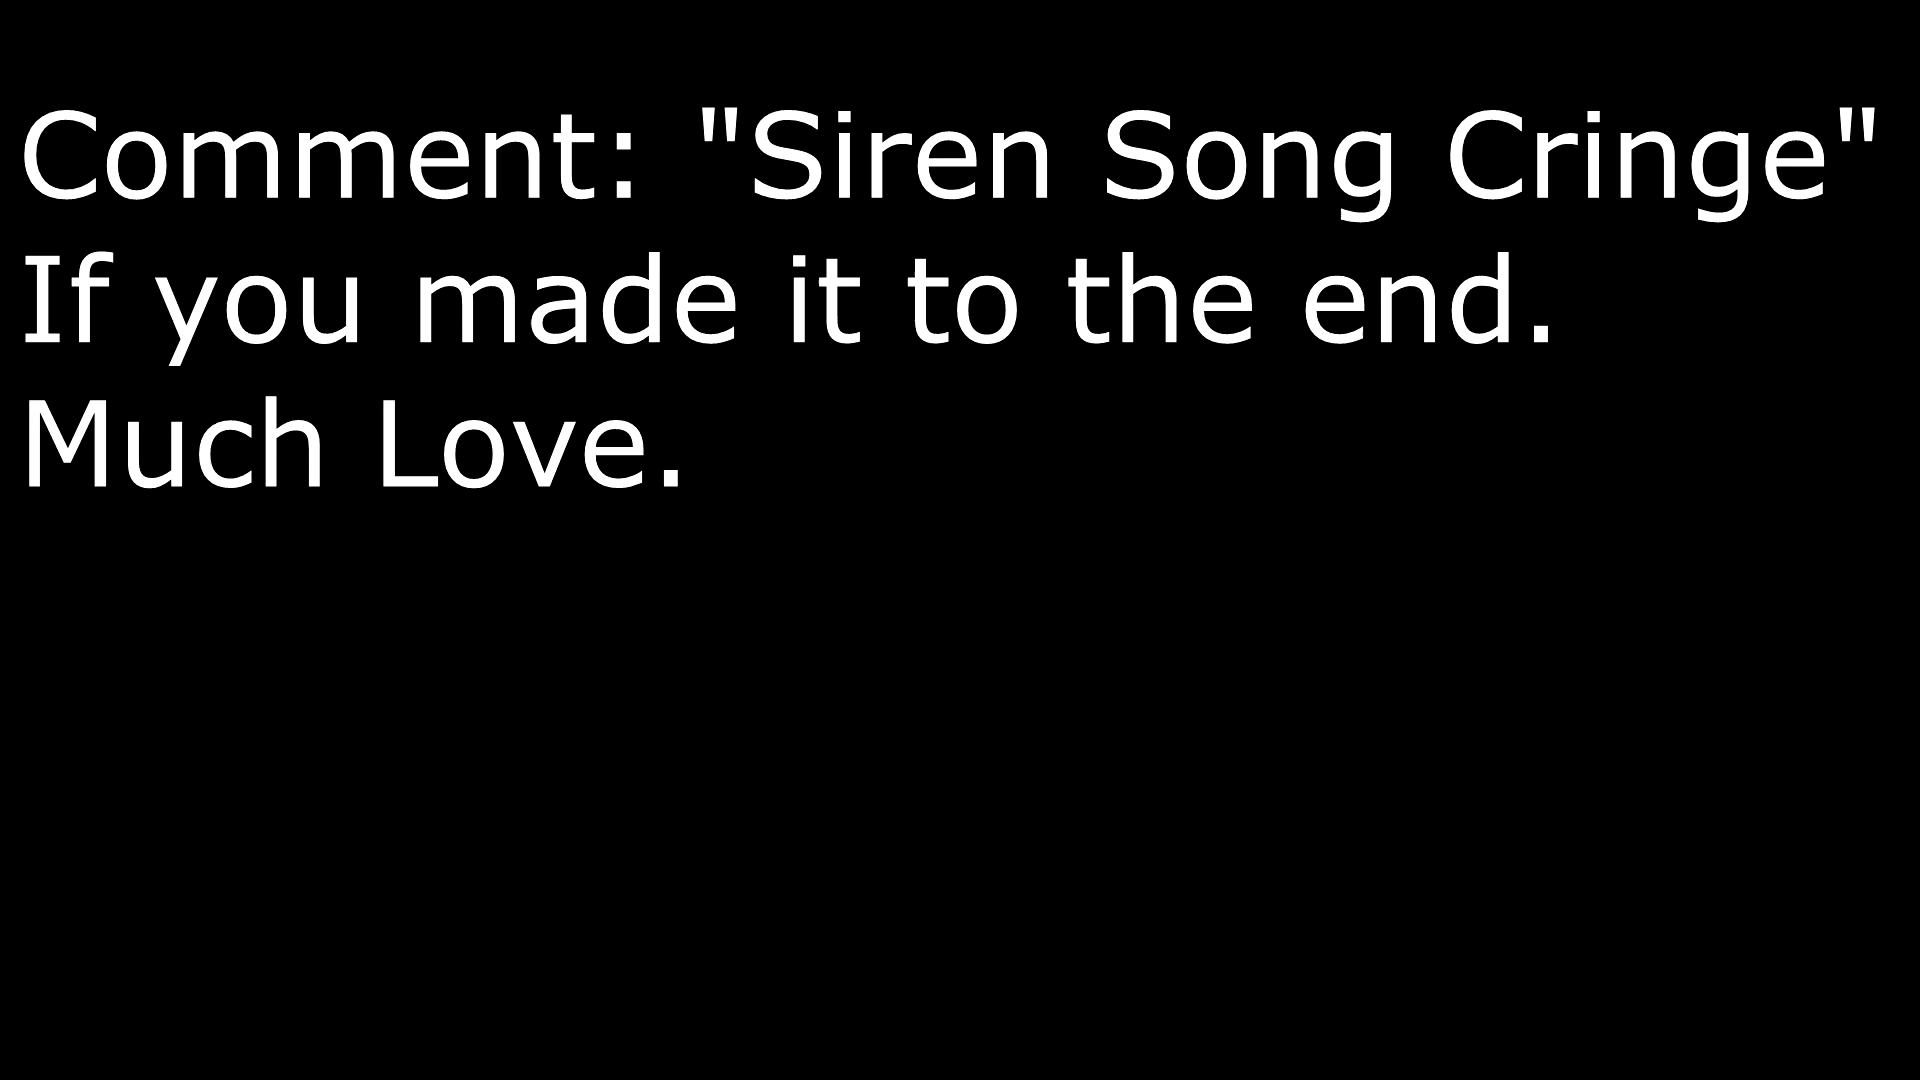 Comment: "Siren Song Cringe"
If you made it to the end.
Much Love.